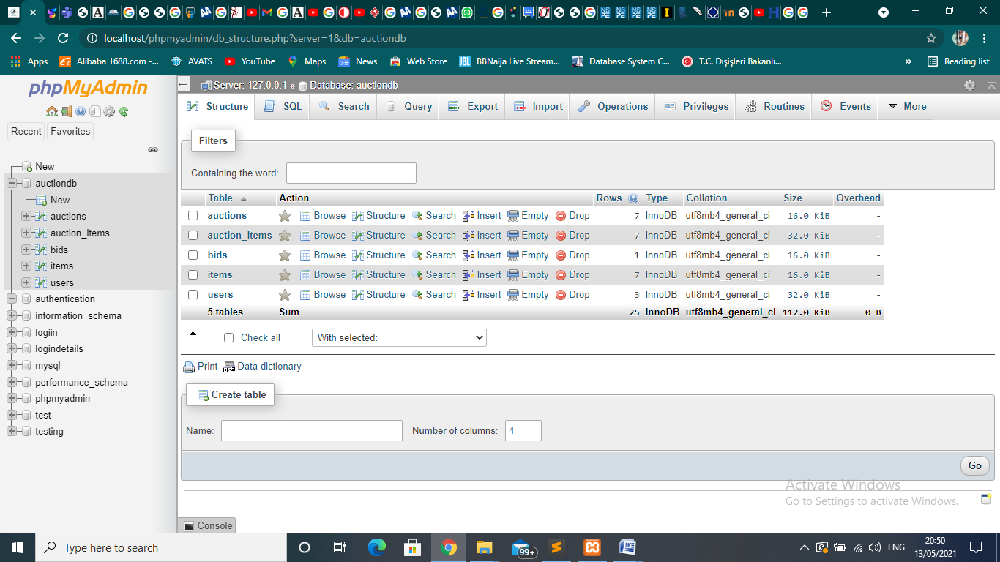 localhost/phpmyadmin/db_structure.php?server=1&db=auctiondb
Apps Alibaba 1688.com -... AVATS YouTube Maps News Web Store BBNaija Live Stream... Database System C... T.C. Dışişleri Bakanlı... » Reading list
phpMyAdmin
Recent Favorites
New
auctiondb
New
auctions
auction_items
bids
items
users
authentication
information_schema
logiin
logindetails
mysql
performance_schema
phpmyadmin
test
testing
Server: 127.0.0.1 » Database: auctiondb
Structure SQL Search Query Export Import Operations Privileges Routines Events More
Filters
Containing the word:
Table Action Rows Type Collation Size Overhead
auctions Browse Structure Search Insert Empty Drop 7 InnoDB utf8mb4_general_ci 16.0 KiB -
auction_items Browse Structure Search Insert Empty Drop 7 InnoDB utf8mb4_general_ci 32.0 KiB -
bids Browse Structure Search Insert Empty Drop 1 InnoDB utf8mb4_general_ci 16.0 KiB -
items Browse Structure Search Insert Empty Drop 7 InnoDB utf8mb4_general_ci 16.0 KiB -
users Browse Structure Search Insert Empty Drop 3 InnoDB utf8mb4_general_ci 32.0 KiB -
5 tables Sum 25 InnoDB utf8mb4_general_ci 112.0 KiB 0 B
Check all With selected:
Print Data dictionary
Create table
Name: Number of columns: 4
Go
Activate Windows
Go to Settings to activate Windows.
Console
Type here to search
99+
ENG
20:50
13/05/2021